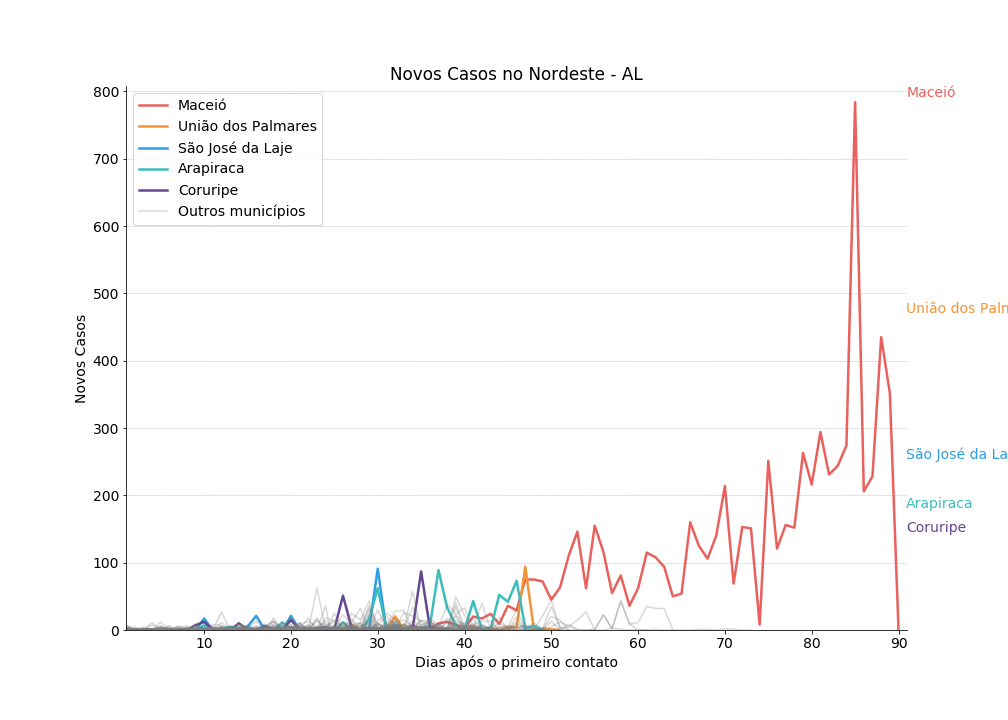 Novos Casos no Nordeste - AL
Maceió
União dos Palmares
São José da Laje
Arapiraca
Coruripe
Outros municípios
800
700
600
500
400
300
200
100
0
Novos Casos
10 20 30 40 50 60 70 80 90
Dias após o primeiro contato
Maceió
União dos Paln
São José da La
Arapiraca
Coruripe